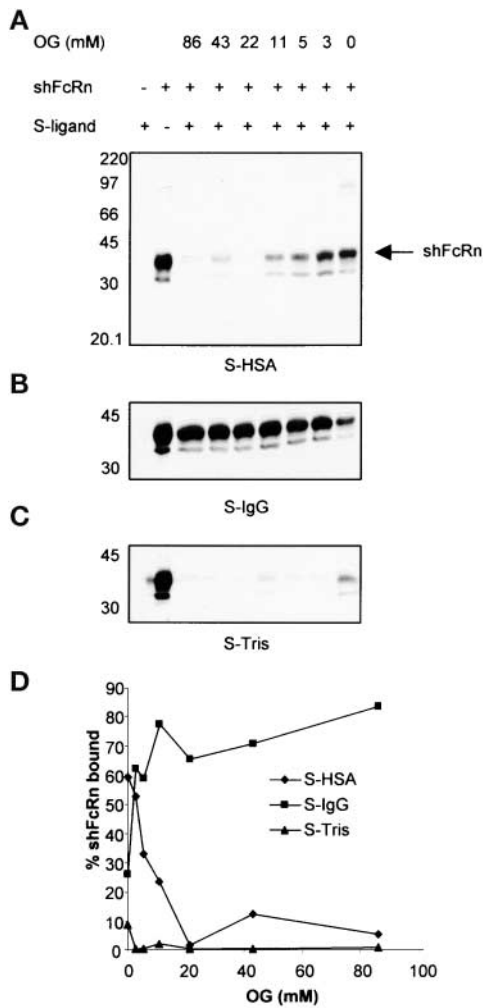 A
OG (mM) 86 43 22 11 5 3 0
shFcRn - + + + + + + + +
S-ligand + - + + + + + + +
220
97
66
45
30
20.1
shFcRn
S-HSA
B
45
30
S-IgG
C
45
30
S-Tris
D
% shFcRn bound
90
80
70
60
50
40
30
20
10
0
S-HSA
S-IgG
S-Tris
0 20 40 60 80 100
OG (mM)